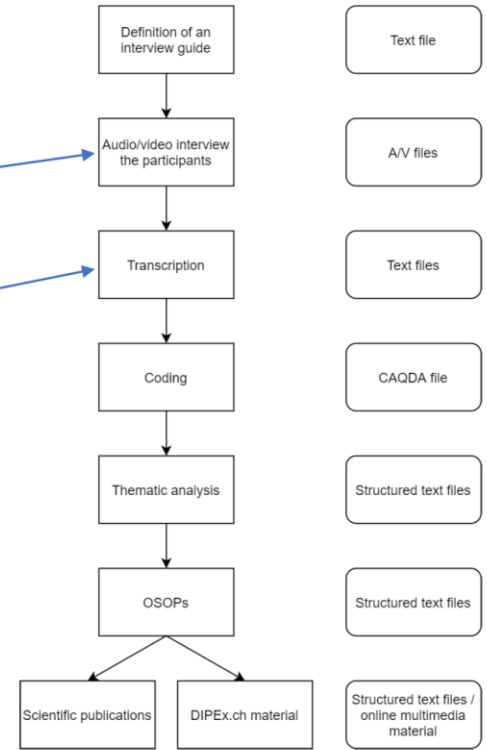 Definition of an
interview guide
Text file
Audio/video interview
the participants
A/V files
Transcription
Text files
Coding
CAQDA file
Thematic analysis
Structured text files
OSOPs
Structured text files
Scientific publications
DIPEx.ch material
Structured text files /
online multimedia
material